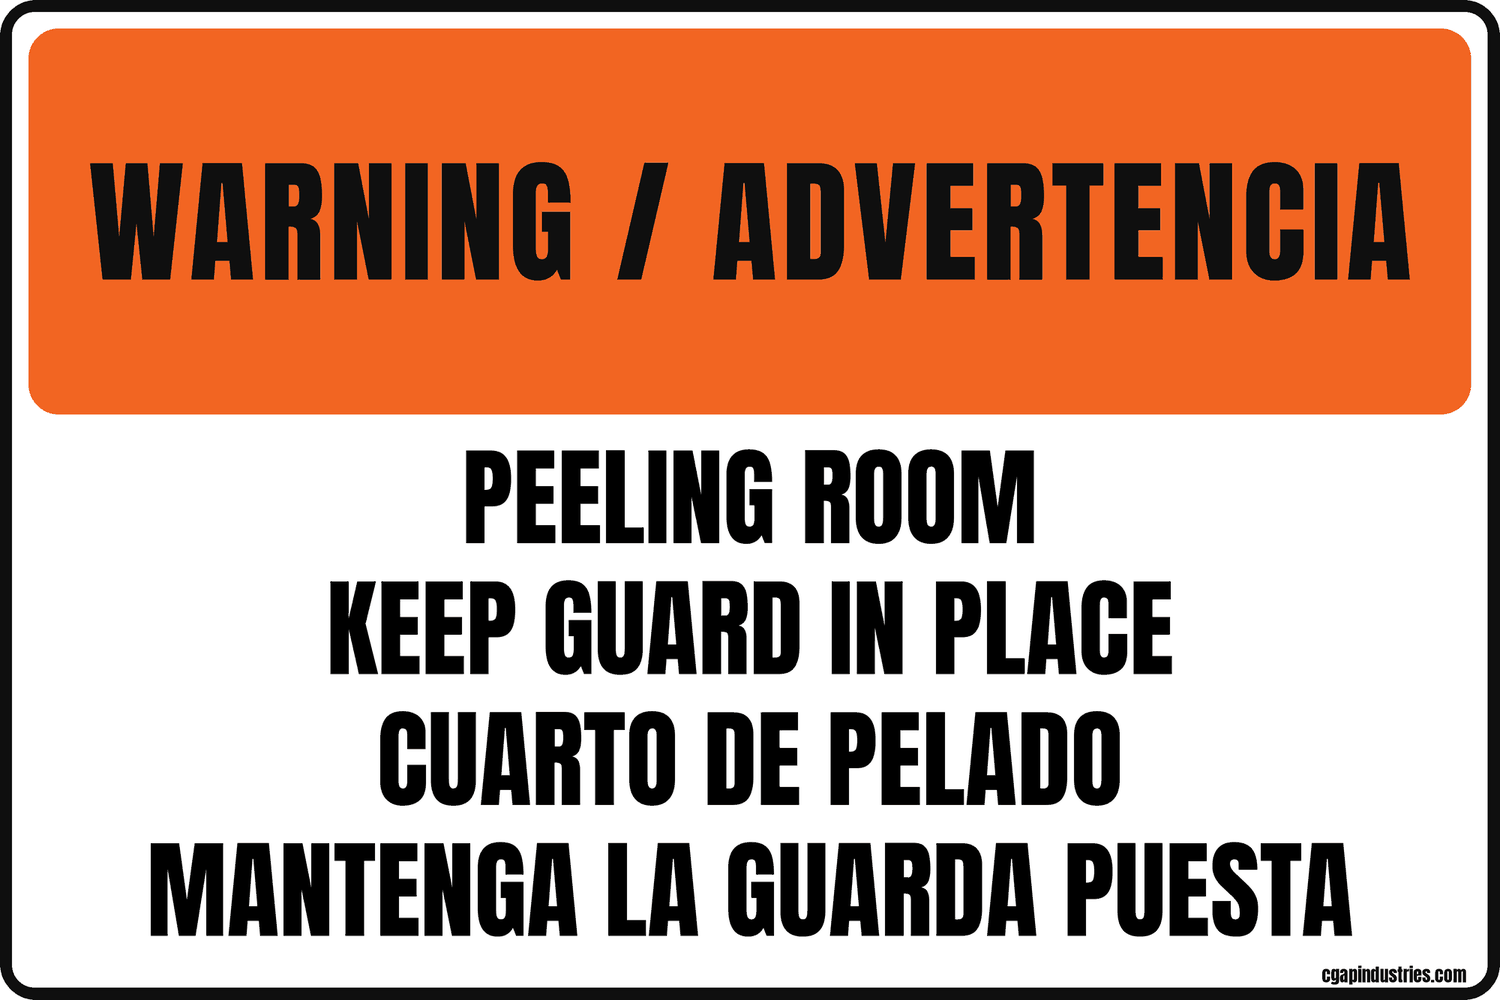 WARNING / ADVERTENCIA
PEELING ROOM
KEEP GUARD IN PLACE
CUARTO DE PELADO
MANTENGA LA GUARDA PUESTA
cgapindustries.com